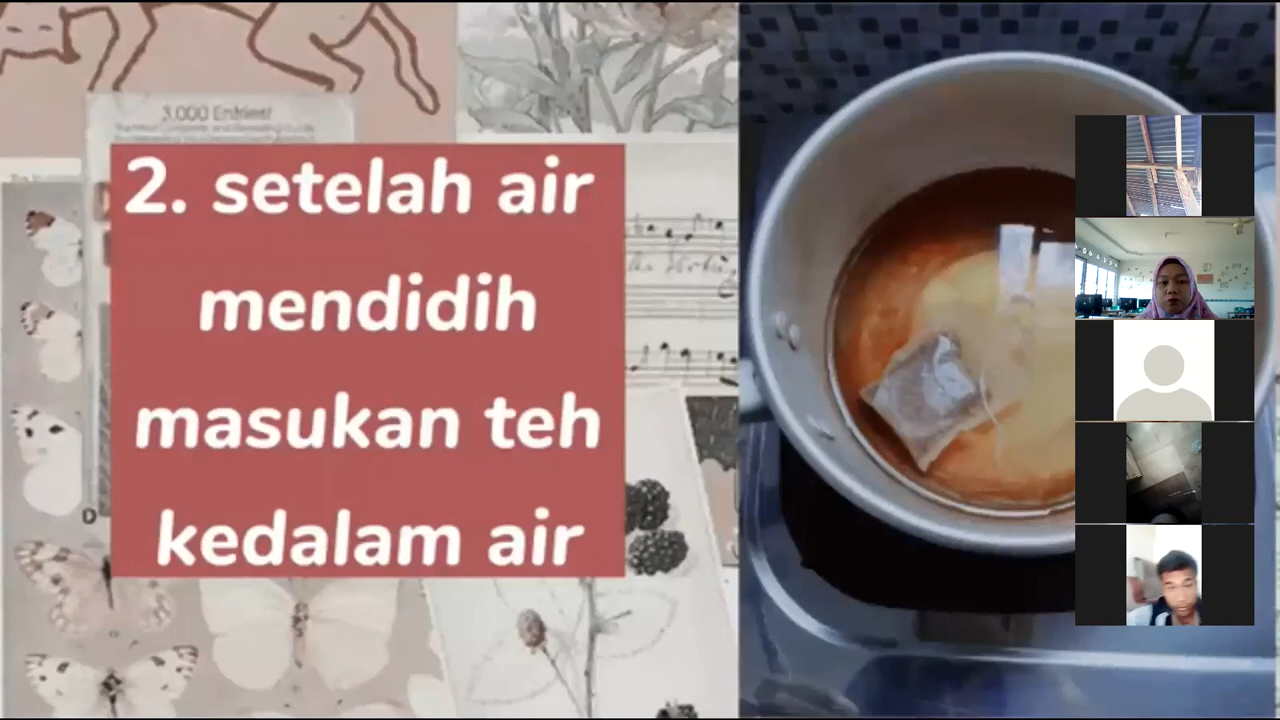 3,000 Entries!
2. setelah air
mendidih
masukan teh
kedalam air